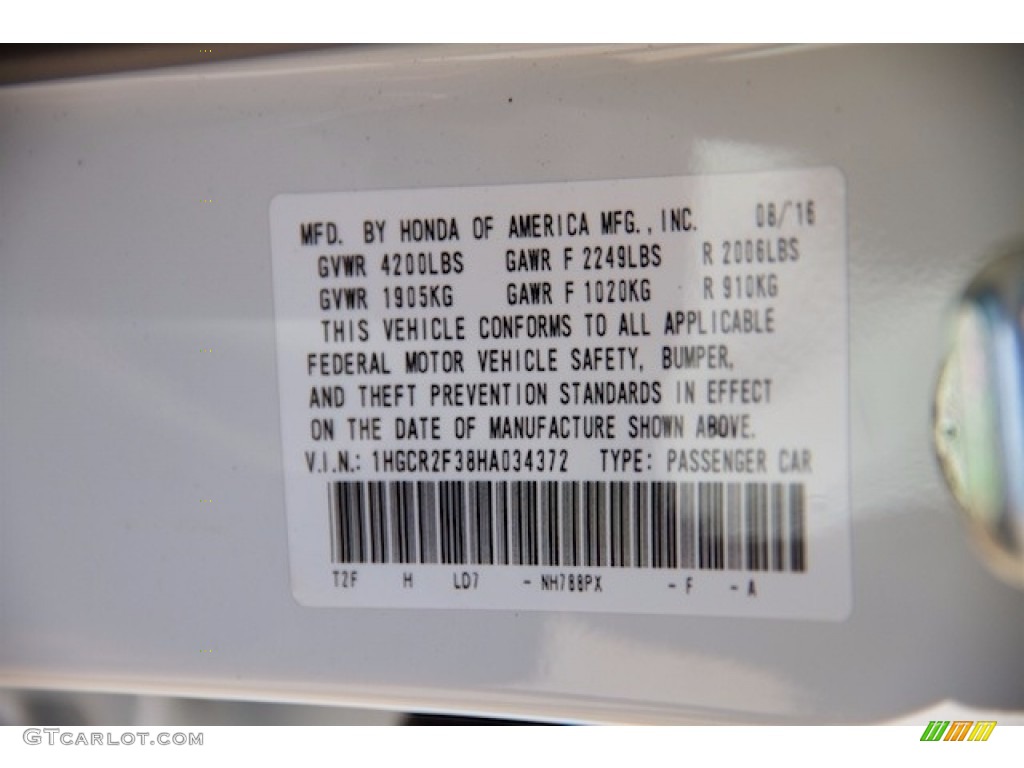 08/'16
MFD. BY HONDA OF AMERICA MFG., INC.
GVWR 4200LBS GAWR F 2249LBS R 2006LBS
GVWR 1905KG GAWR F 1020KG R 910KG
THIS VEHICLE CONFORMS TO ALL APPLICABLE
FEDERAL MOTOR VEHICLE SAFETY, BUMPER,
AND THEFT PREVENTION STANDARDS IN EFFECT
ON THE DATE OF MANUFACTURE SHOWN ABOVE.
V.I.N.: 1HGCR2F38HA034372 TYPE: PASSENGER CAR
T2F H LD7 - NH788PX - F - A
GTCARLOT.COM